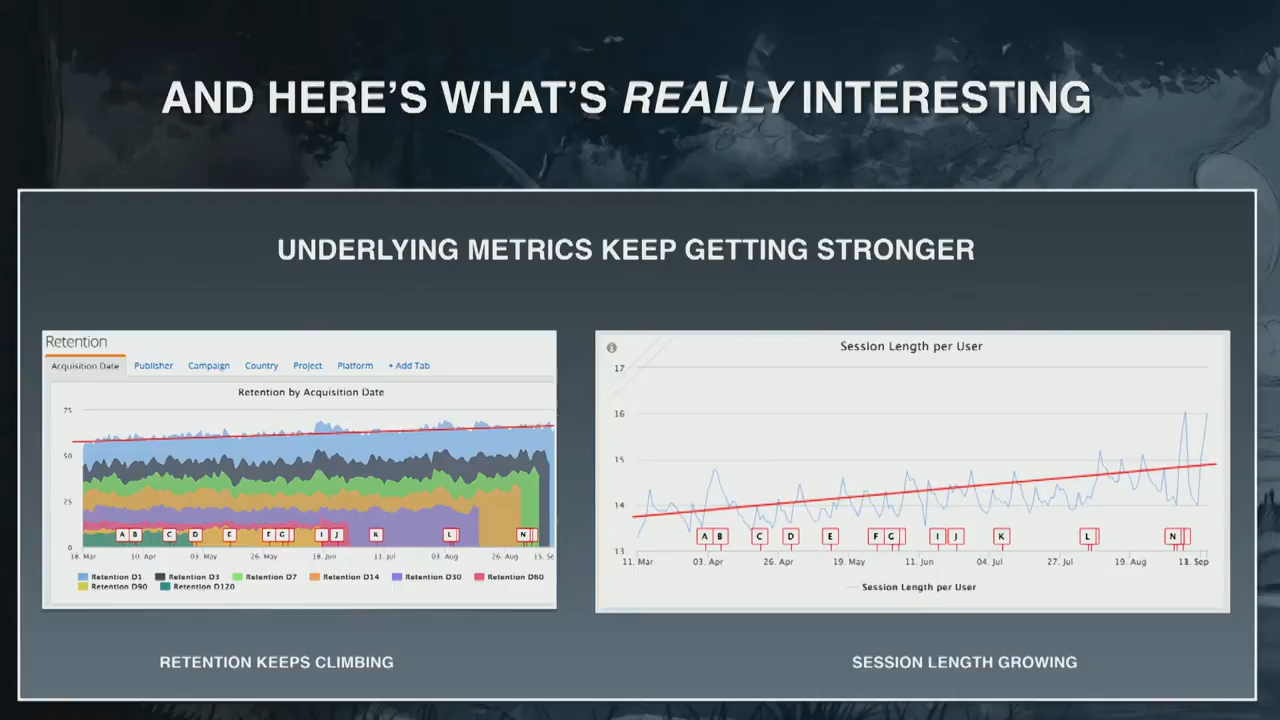 AND HERE'S WHAT'S REALLY INTERESTING
UNDERLYING METRICS KEEP GETTING STRONGER
Retention
Acquisition Date Publisher Campaign Country Project Platform + Add Tab
Retention by Acquisition Date
75
50
25
0
A B C D E F G I J K L N
18. Mar 10. Apr 03. May 26. May 18. Jun 11. Jul 03. Aug 26. Aug 15. Se
Retention D1 Retention D3 Retention D7 Retention D14 Retention D30 Retention D60
Retention D90 Retention D120
Session Length per User
17
16
15
14
13
A B C D E F G I J K L N
11. Mar 03. Apr 26. Apr 19. May 11. Jun 04. Jul 27. Jul 19. Aug Sep
Session Length per User
RETENTION KEEPS CLIMBING
SESSION LENGTH GROWING